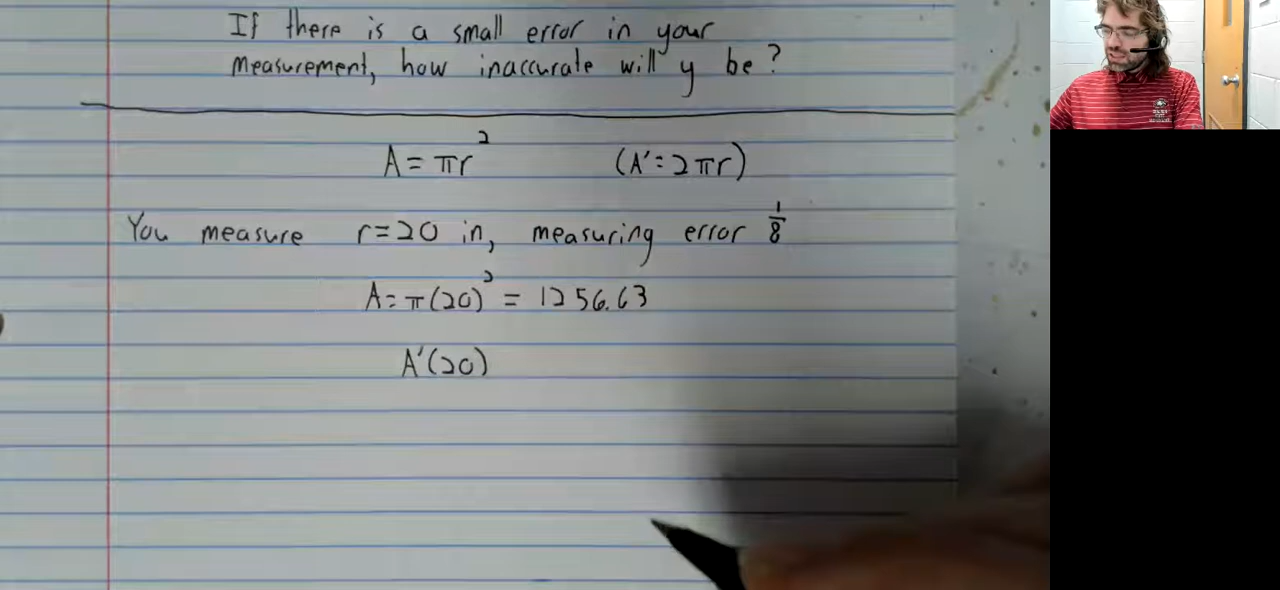 If there is a small error in your
measurement, how inaccurate will y be?
A = πr² (A' = 2πr)
You measure r = 20 in, measuring error 1/8
A = π(20)² = 1256.63
A'(20)